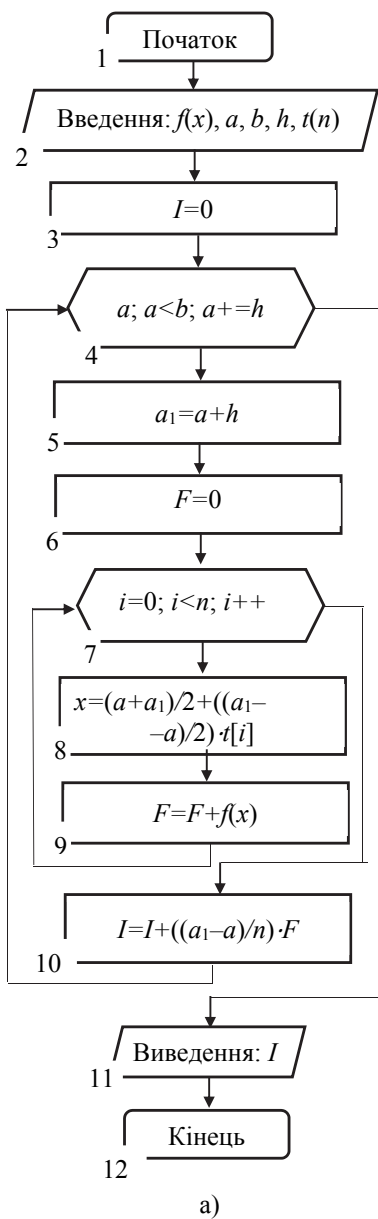 Початок
1
Введення: f(x), a, b, h, t(n)
2
I=0
3
a; a<b; a+=h
4
a₁=a+h
5
F=0
6
i=0; i<n; i++
7
x=(a+a₁)/2+((a₁–
–a)/2)·t[i]
8
F=F+f(x)
9
I=I+((a₁–a)/n)·F
10
Виведення: I
11
Кінець
12
а)